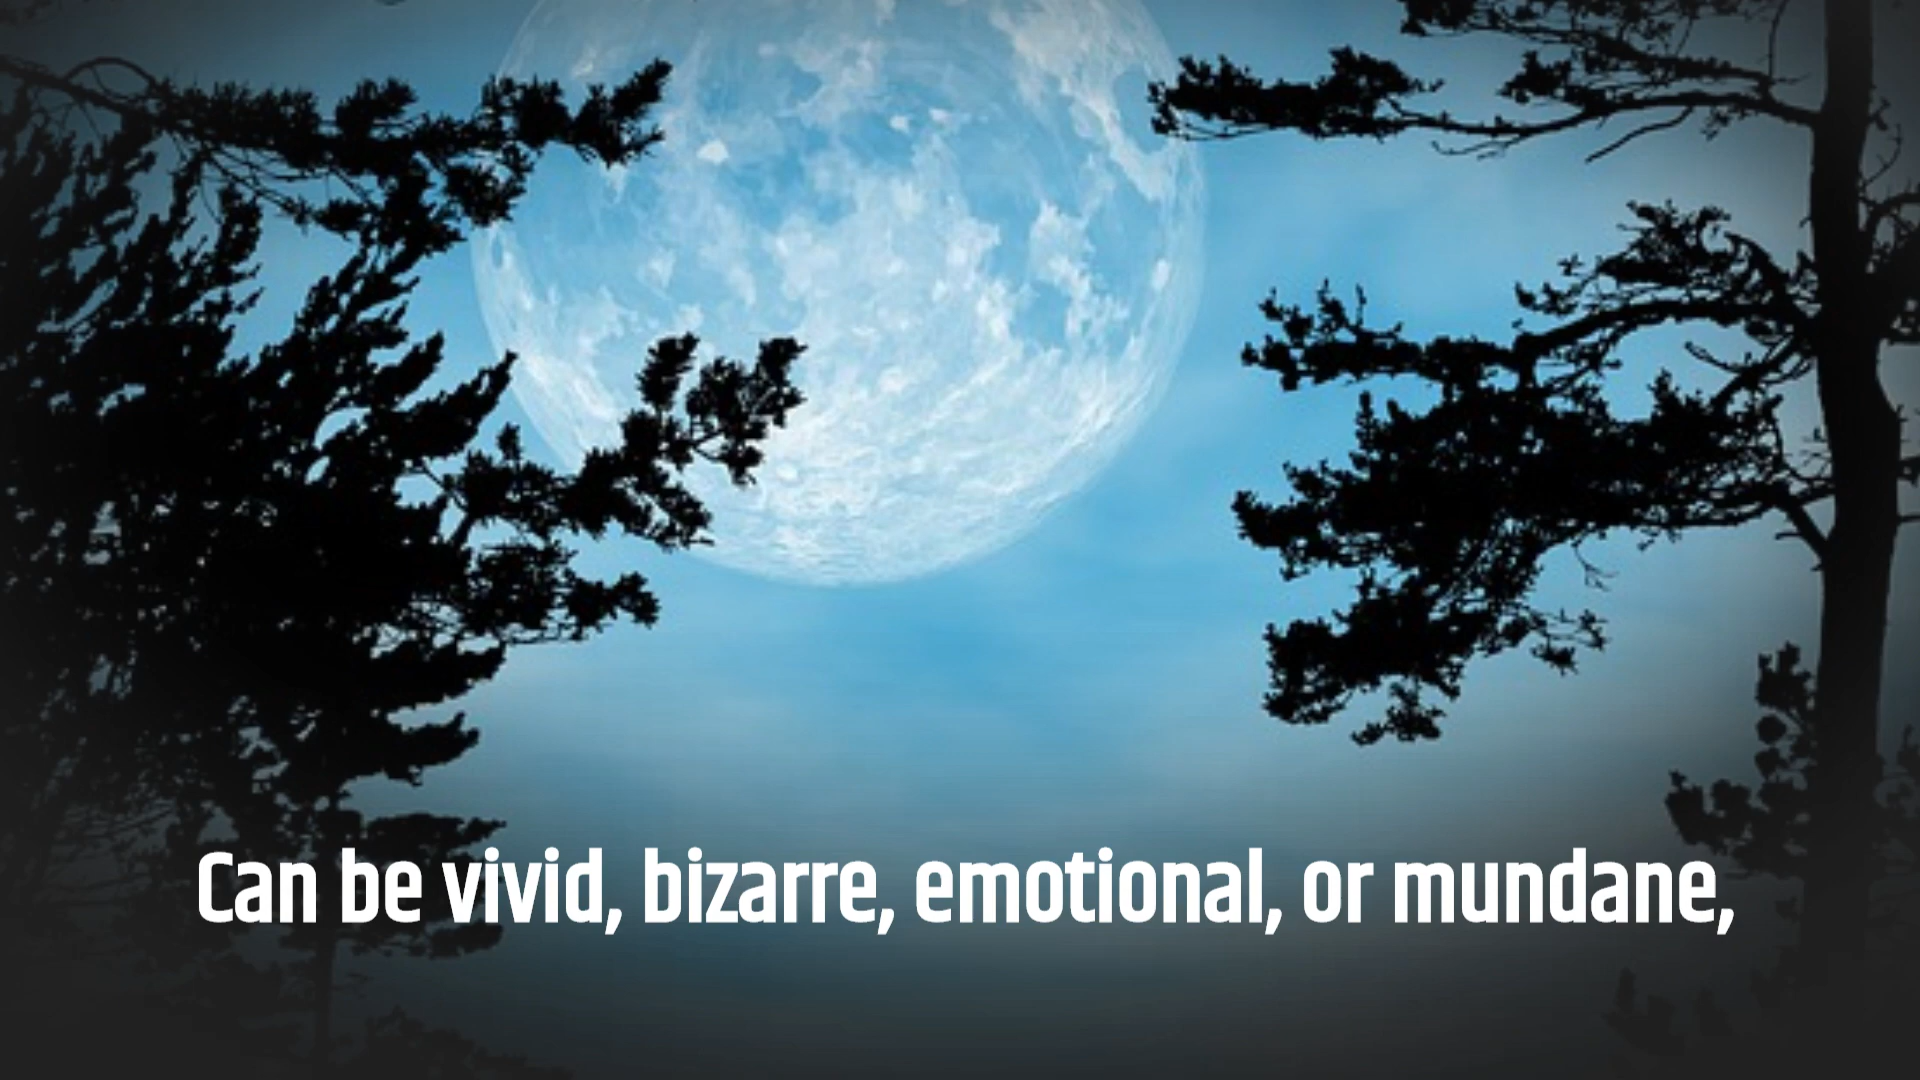 Can be vivid, bizarre, emotional, or mundane,